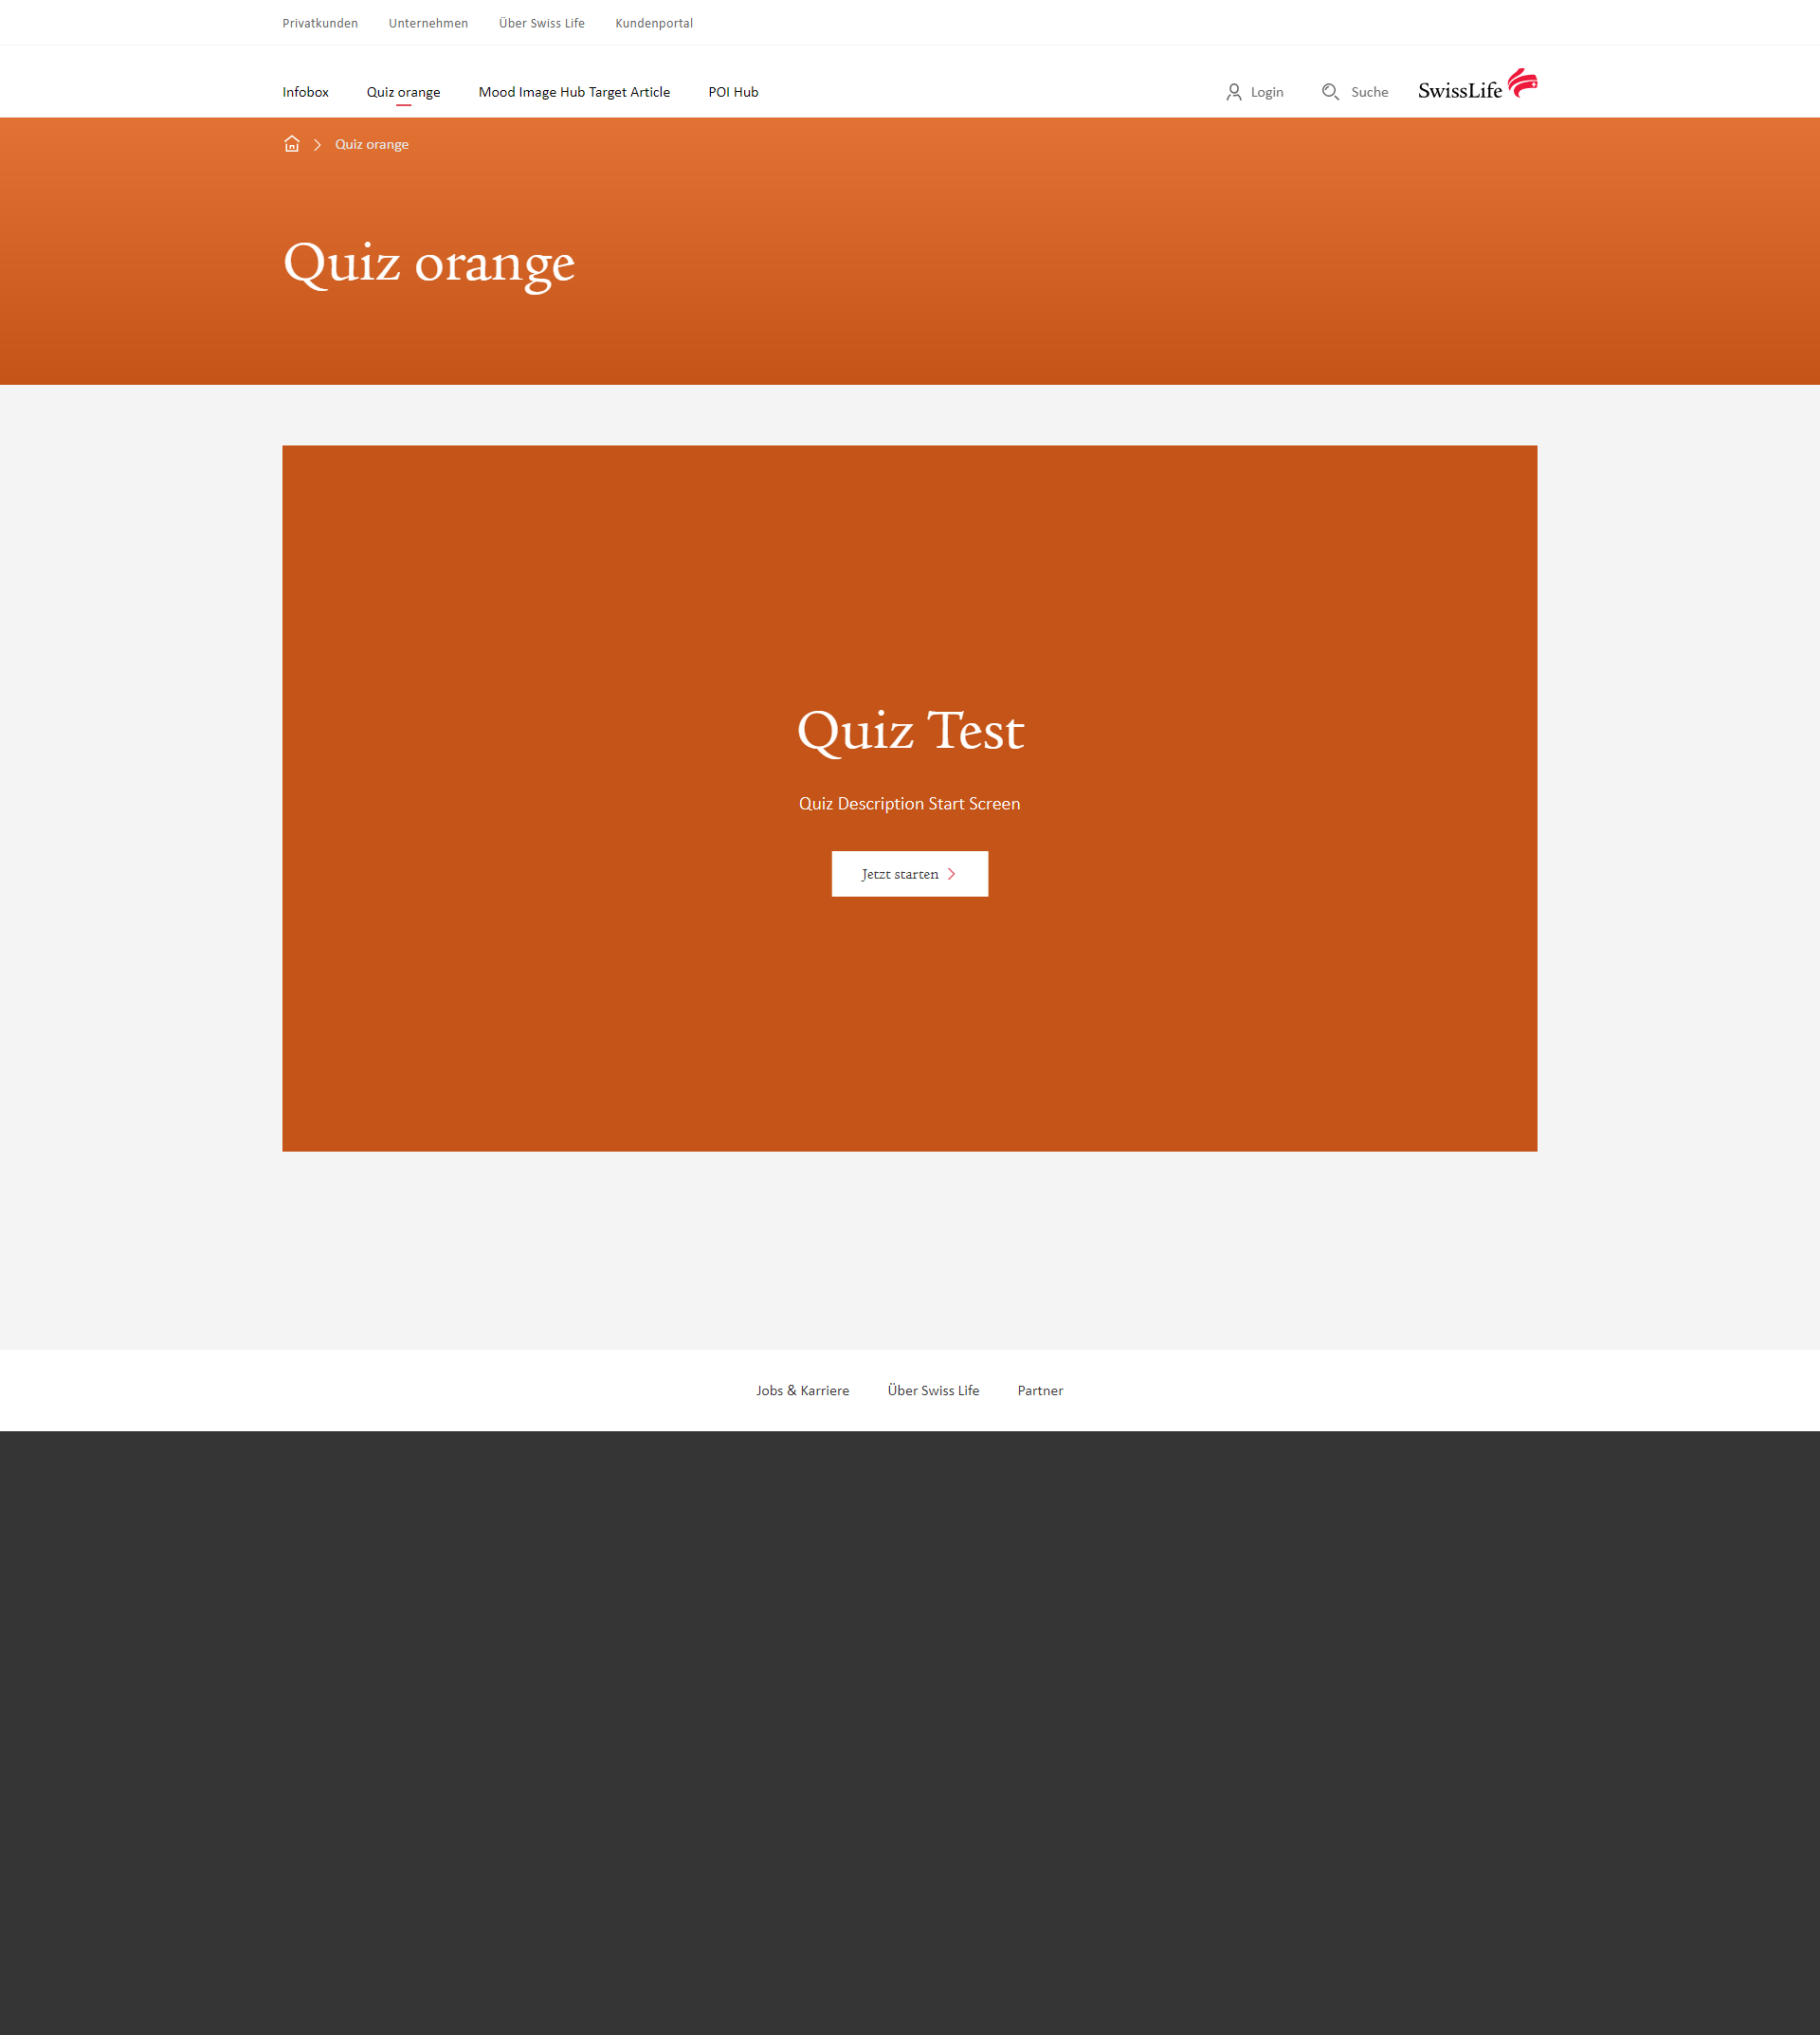 Privatkunden Unternehmen Über Swiss Life Kundenportal
Infobox Quiz orange Mood Image Hub Target Article POI Hub Login Suche SwissLife
Quiz orange
Quiz orange
Quiz Test
Quiz Description Start Screen
Jetzt starten
Jobs & Karriere Über Swiss Life Partner